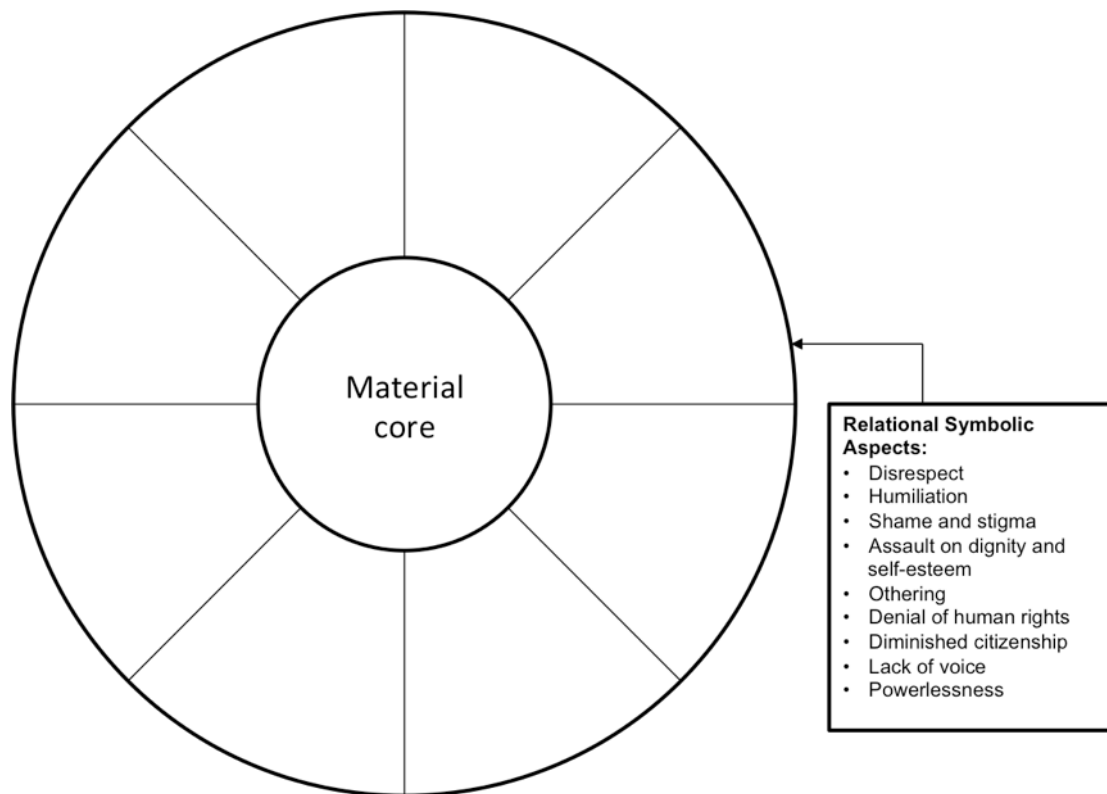 Material
core
Relational Symbolic
Aspects:
• Disrespect
• Humiliation
• Shame and stigma
• Assault on dignity and
self-esteem
• Othering
• Denial of human rights
• Diminished citizenship
• Lack of voice
• Powerlessness